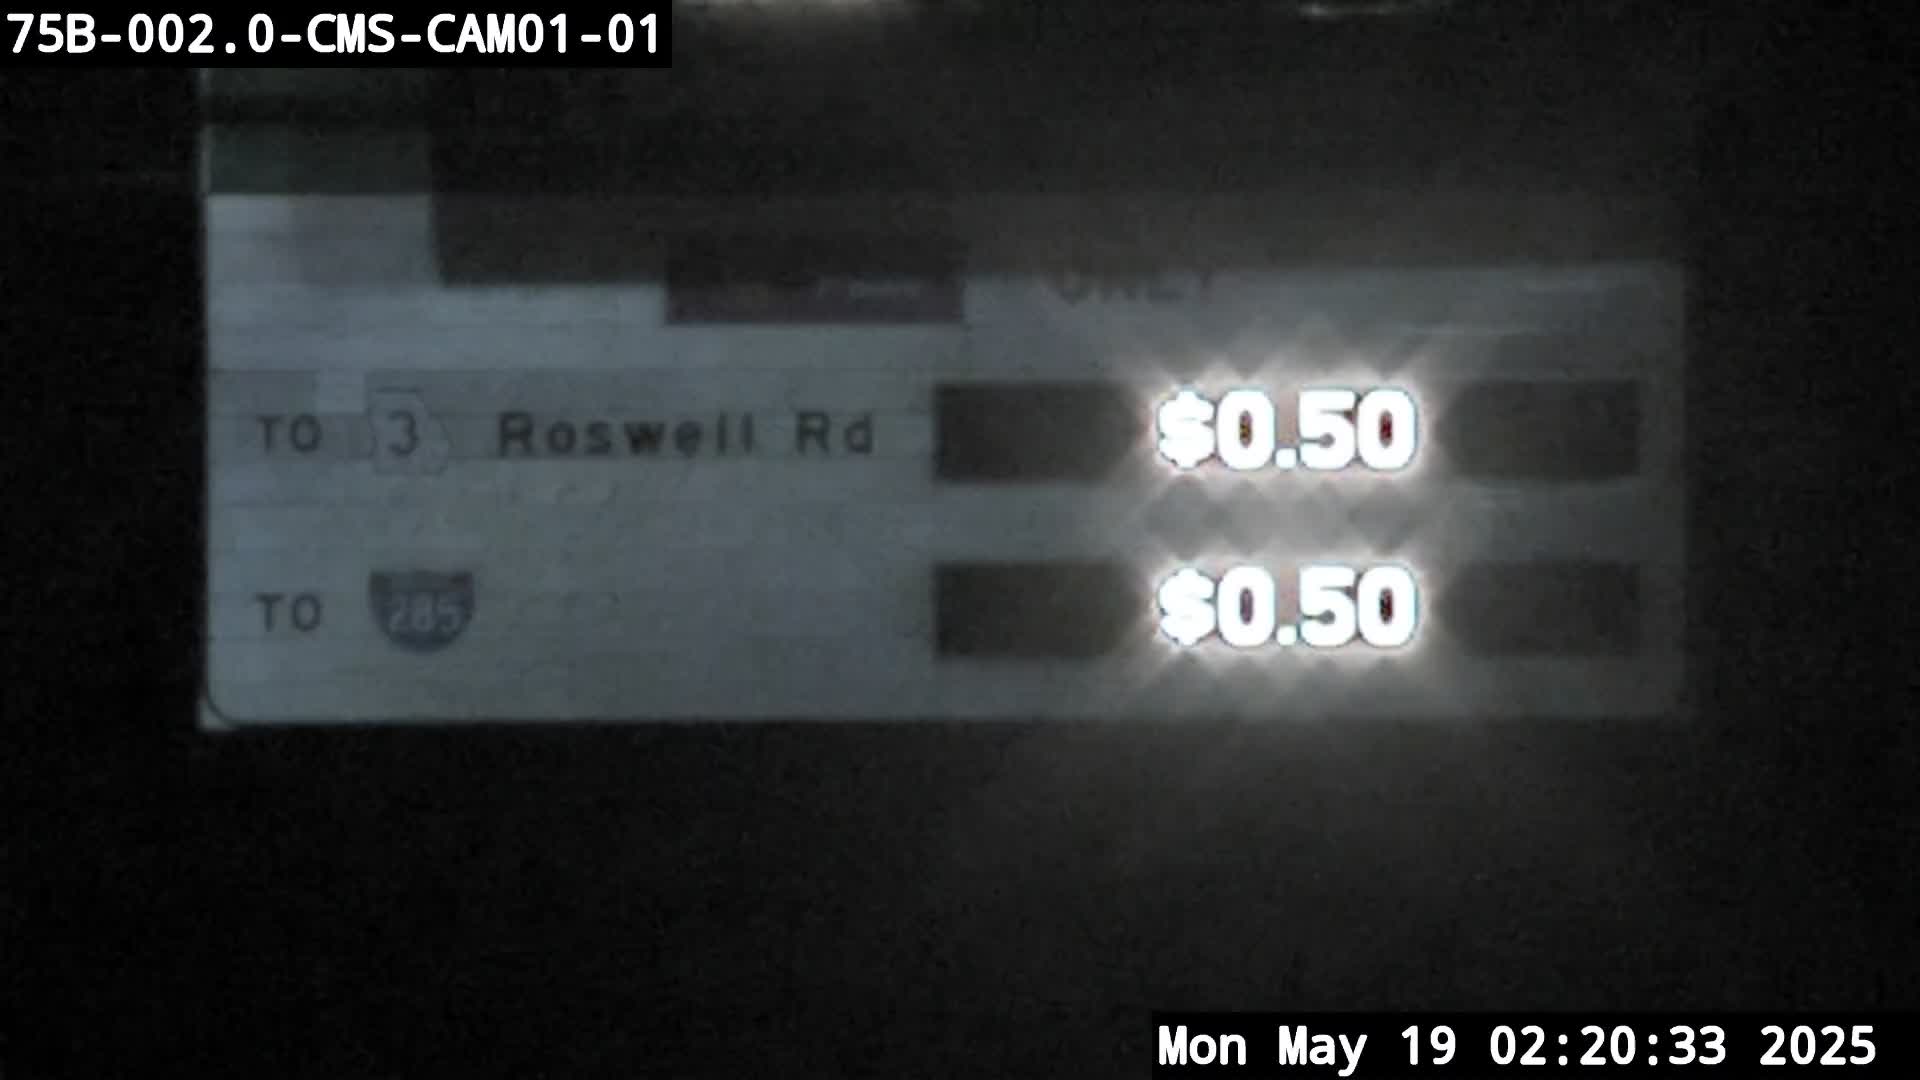 75B-002.0-CMS-CAM01-01
ONLY
TO 3 Roswell Rd $0.50
TO 285 $0.50
Mon May 19 02:20:33 2025